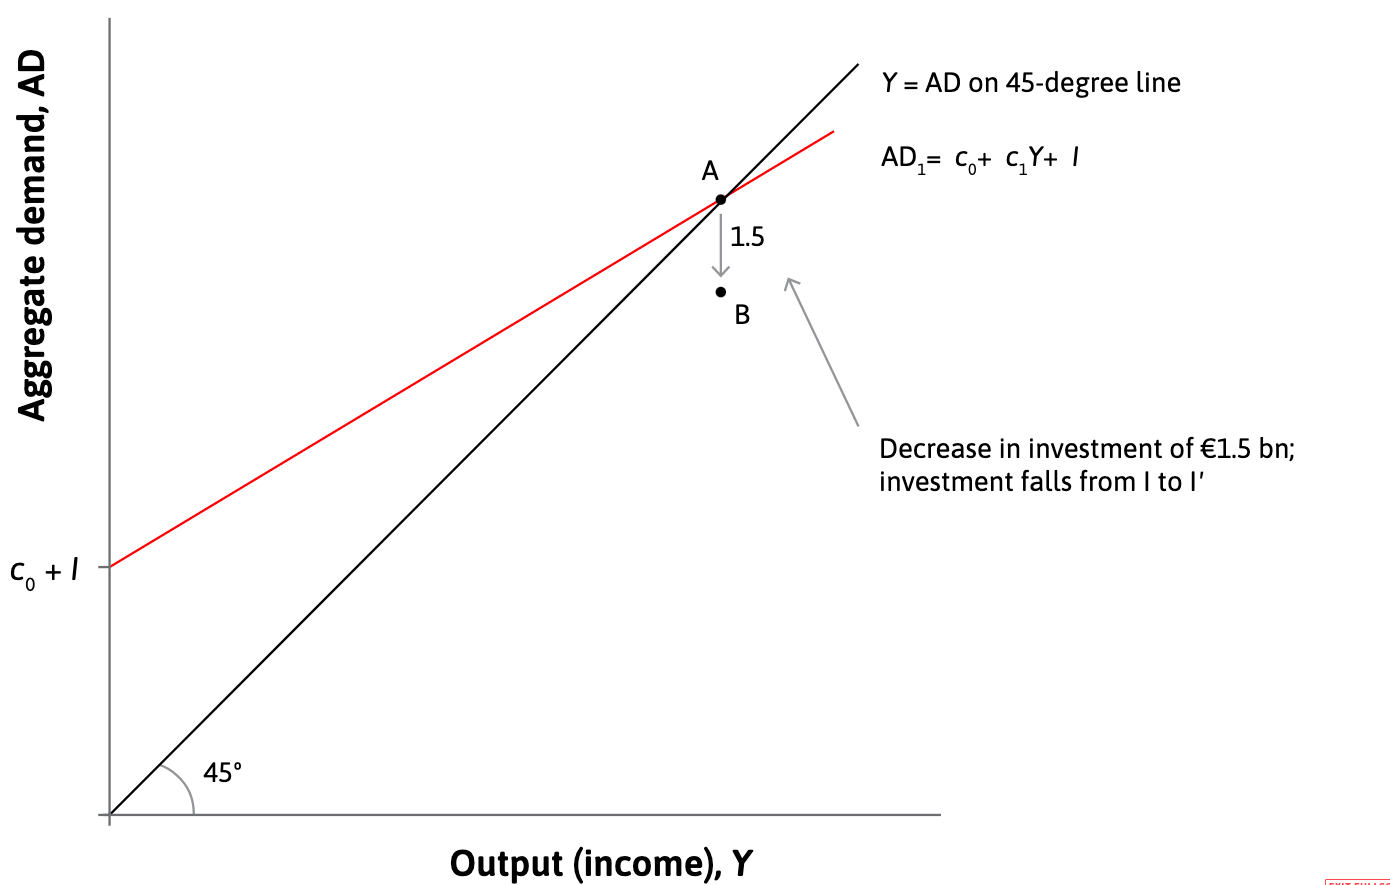 Aggregate demand, AD
Y = AD on 45-degree line
AD₁= c₀+ c₁Y+ I
A
1.5
B
Decrease in investment of €1.5 bn;
investment falls from I to I′
c₀ + I
45°
Output (income), Y